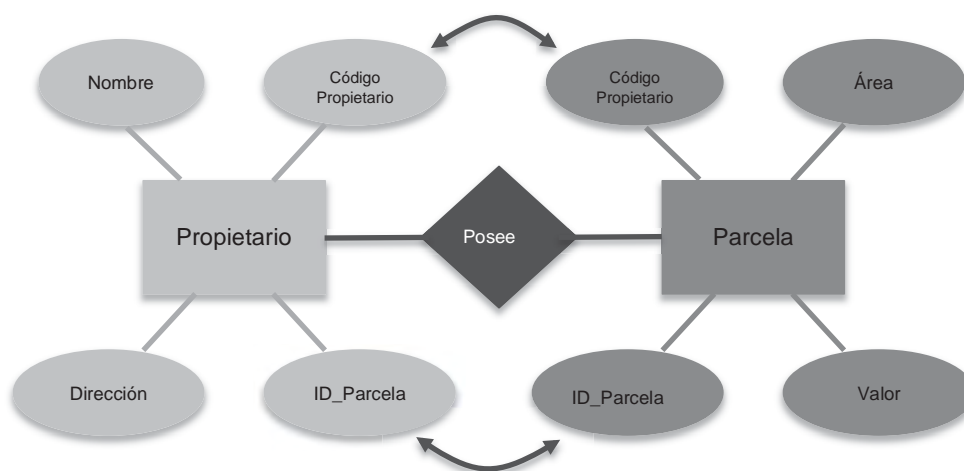 Nombre
Código
Propietario
Código
Propietario
Área
Propietario
Posee
Parcela
Dirección
ID_Parcela
ID_Parcela
Valor